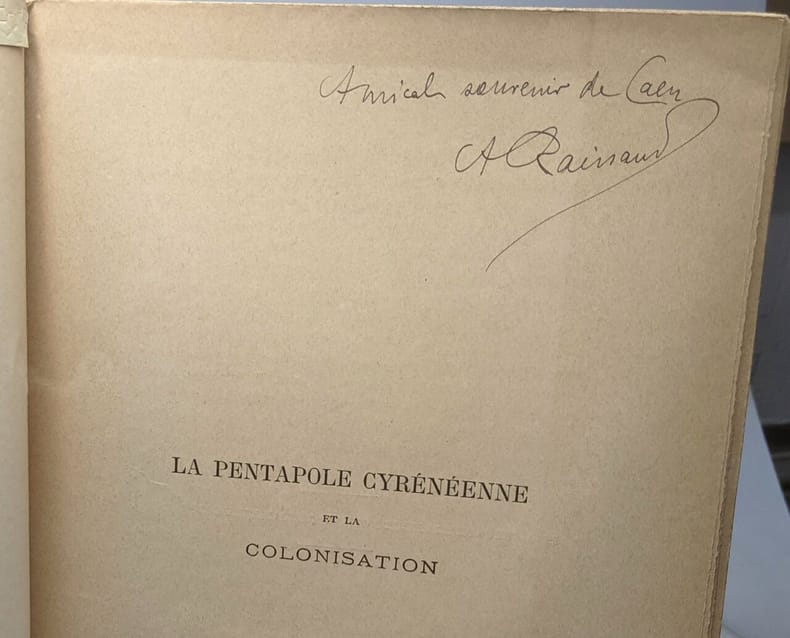 Amical souvenir de Caen
A Rainaud
LA PENTAPOLE CYRÉNÉENNE
ET LA
COLONISATION